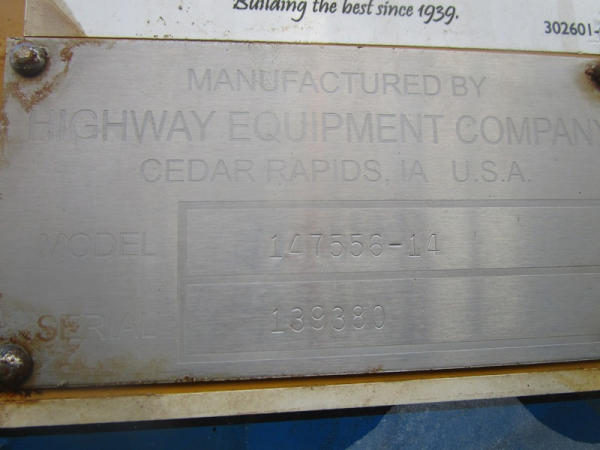 Building the best since 1939.
302601-
MANUFACTURED BY
HIGHWAY EQUIPMENT COMPANY
CEDAR RAPIDS, IA U.S.A.
MODEL 147556-14
SERIAL 139380